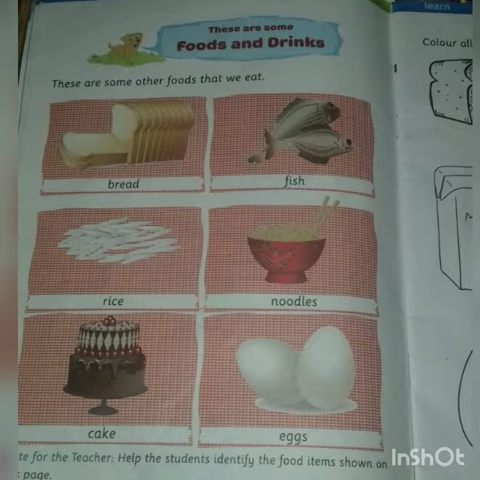 learn
These are some
Foods and Drinks
Colour all
These are some other foods that we eat.
bread
fish
rice
noodles
cake
eggs
te for the Teacher: Help the students identify the food items shown on
page.
InShOt